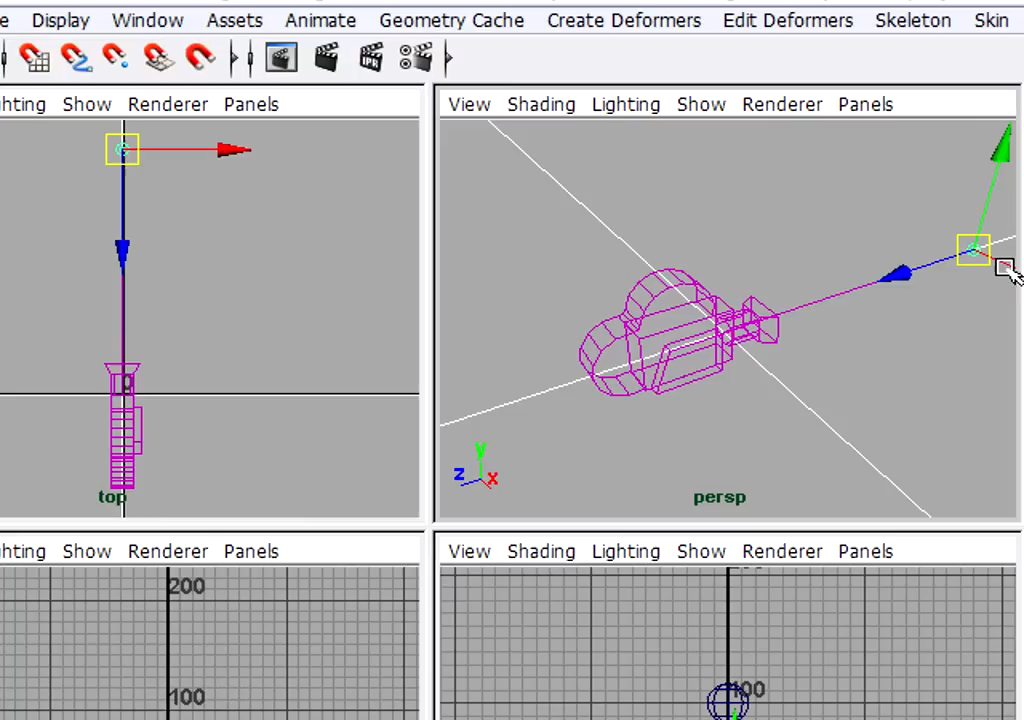 e Display Window Assets Animate Geometry Cache Create Deformers Edit Deformers Skeleton Skin
IPR
hting Show Renderer Panels
View Shading Lighting Show Renderer Panels
y
z x
top
persp
hting Show Renderer Panels
View Shading Lighting Show Renderer Panels
200
100
100